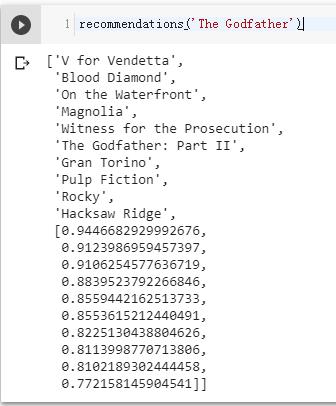 1 recommendations('The Godfather')
['V for Vendetta',
'Blood Diamond',
'On the Waterfront',
'Magnolia',
'Witness for the Prosecution',
'The Godfather: Part II',
'Gran Torino',
'Pulp Fiction',
'Rocky',
'Hacksaw Ridge',
[0.9446682929992676,
0.9123986959457397,
0.9106254577636719,
0.8839523792266846,
0.8559442162513733,
0.8553615212440491,
0.8225130438804626,
0.8113998770713806,
0.8102189302444458,
0.772158145904541]]